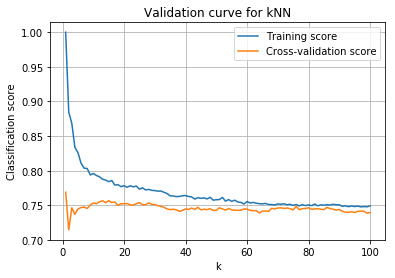 Validation curve for kNN
Training score
Cross-validation score
1.00
0.95
0.90
0.85
0.80
0.75
0.70
Classification score
0
20
40
60
80
100
k